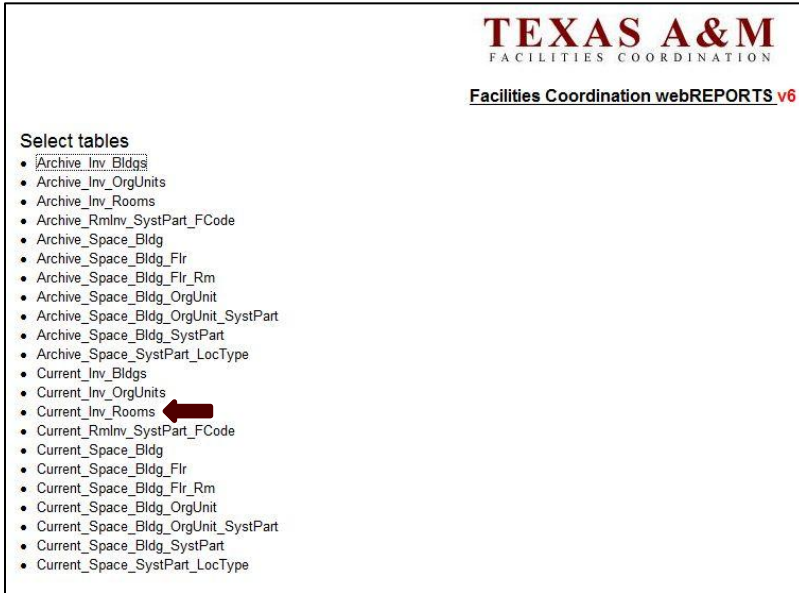 TEXAS A&M
FACILITIES COORDINATION
Facilities Coordination webREPORTS v6
Select tables
• Archive_Inv_Bldgs
• Archive_Inv_OrgUnits
• Archive_Inv_Rooms
• Archive_RmInv_SystPart_FCode
• Archive_Space_Bldg
• Archive_Space_Bldg_Flr
• Archive_Space_Bldg_Flr_Rm
• Archive_Space_Bldg_OrgUnit
• Archive_Space_Bldg_OrgUnit_SystPart
• Archive_Space_Bldg_SystPart
• Archive_Space_SystPart_LocType
• Current_Inv_Bldgs
• Current_Inv_OrgUnits
• Current_Inv_Rooms
• Current_RmInv_SystPart_FCode
• Current_Space_Bldg
• Current_Space_Bldg_Flr
• Current_Space_Bldg_Flr_Rm
• Current_Space_Bldg_OrgUnit
• Current_Space_Bldg_OrgUnit_SystPart
• Current_Space_Bldg_SystPart
• Current_Space_SystPart_LocType